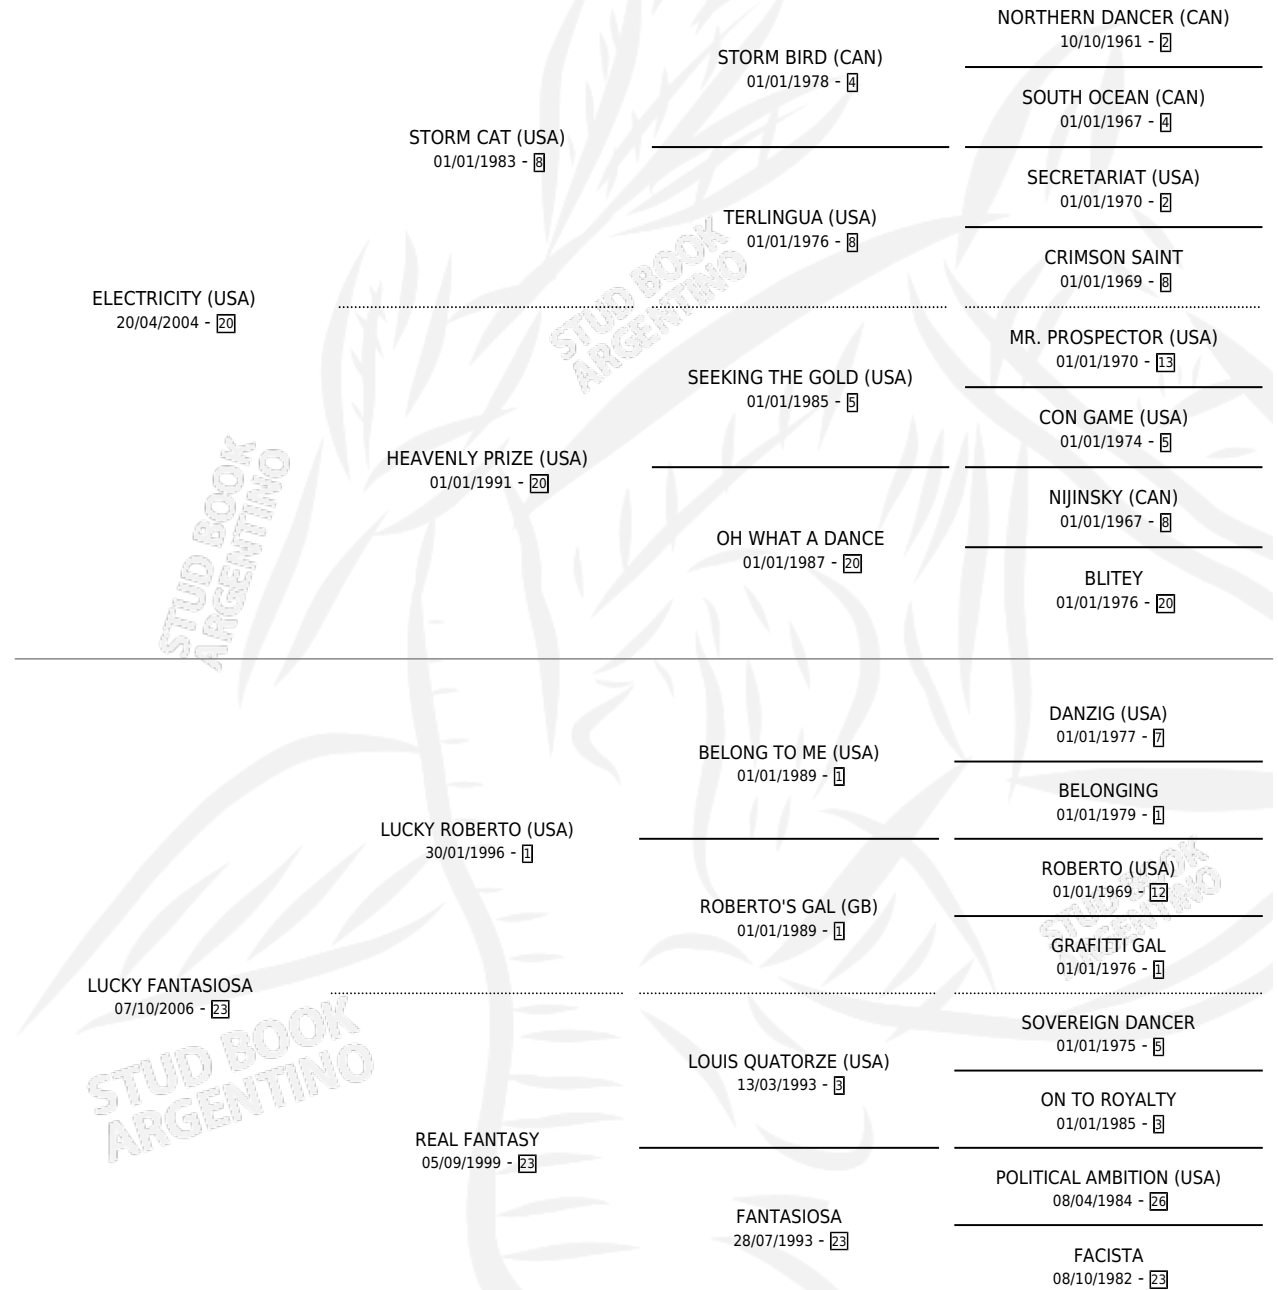 NORTHERN DANCER (CAN)
10/10/1961 - 2
STORM BIRD (CAN)
01/01/1978 - 4
SOUTH OCEAN (CAN)
01/01/1967 - 4
STORM CAT (USA)
01/01/1983 - 8
SECRETARIAT (USA)
01/01/1970 - 2
TERLINGUA (USA)
01/01/1976 - 8
CRIMSON SAINT
01/01/1969 - 8
ELECTRICITY (USA)
20/04/2004 - 20
STUD BOOK
ARGENTINO
MR. PROSPECTOR (USA)
01/01/1970 - 13
SEEKING THE GOLD (USA)
01/01/1985 - 5
CON GAME (USA)
01/01/1974 - 5
HEAVENLY PRIZE (USA)
01/01/1991 - 20
NIJINSKY (CAN)
01/01/1967 - 8
OH WHAT A DANCE
01/01/1987 - 20
BLITEY
01/01/1976 - 20
STUD BOOK
ARGENTINO
DANZIG (USA)
01/01/1977 - 7
BELONG TO ME (USA)
01/01/1989 - 1
BELONGING
01/01/1979 - 1
LUCKY ROBERTO (USA)
30/01/1996 - 1
ROBERTO (USA)
01/01/1969 - 12
ROBERTO'S GAL (GB)
01/01/1989 - 1
STUD BOOK
ARGENTINO
GRAFITTI GAL
01/01/1976 - 1
LUCKY FANTASIOSA
07/10/2006 - 23
STUD BOOK
ARGENTINO
SOVEREIGN DANCER
01/01/1975 - 5
LOUIS QUATORZE (USA)
13/03/1993 - 3
ON TO ROYALTY
01/01/1985 - 3
REAL FANTASY
05/09/1999 - 23
POLITICAL AMBITION (USA)
08/04/1984 - 26
FANTASIOSA
28/07/1993 - 23
FACISTA
08/10/1982 - 23